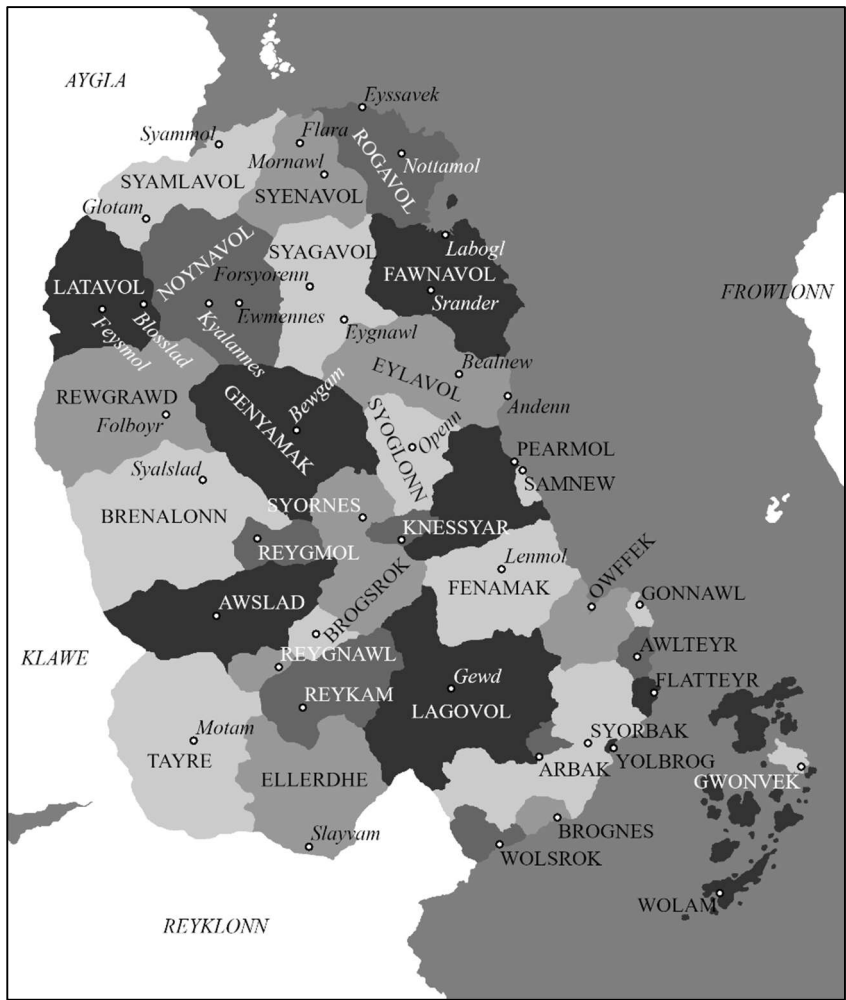 AYGLA
Eyssavek
Syammol
Flara
ROGAVOL
Mornawl
Nottamol
SYAMLAVOL
SYENAVOL
Glotam
NOYNAVOL
SYAGAVOL
Labogl
LATAVOL
Forsyorenn
FAWNAVOL
FROWLONN
Feysmol
Blosslad
Kyalannes
Ewmennes
Srander
Eygnawl
EYLAVOL
Bealnew
REWGRAWD
GENYAMAK
Bewgam
Andenn
Folboyr
SYOGLONN
Openn
Syalslad
PEARMOL
SAMNEW
BRENALONN
SYORNES
KNESSYAR
REYGMOL
Lenmol
FENAMAK
OWFFEK
GONNAWL
AWSLAD
BROGSROK
KLAWE
REYGNAWL
AWLTEYR
REYKAM
Gewd
FLATTEYR
LAGOVOL
Motam
TAYRE
SYORBAK
ARBAK
YOLBROG
ELLERDHE
GWONVEK
Slayvam
BROGNES
WOLSROK
WOLAM
REYKLONN